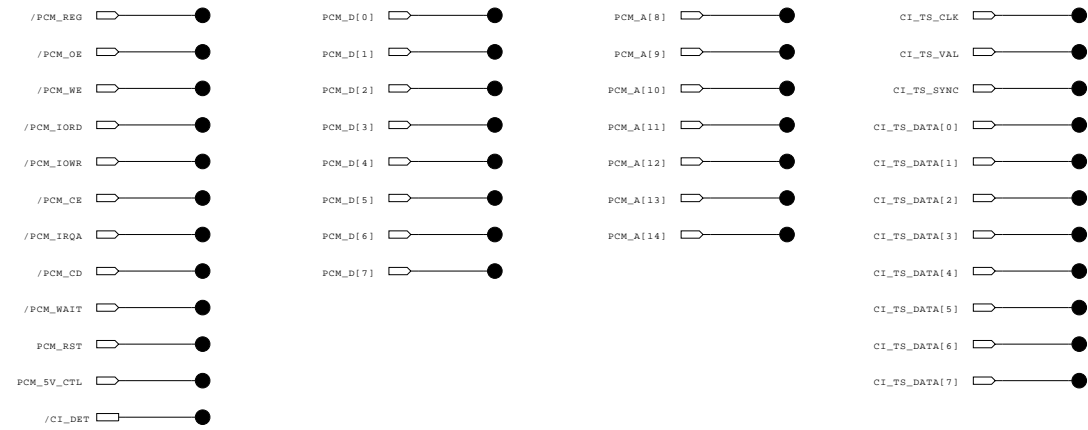 /PCM_REG
/PCM_OE
/PCM_WE
/PCM_IORD
/PCM_IOWR
/PCM_CE
/PCM_IRQA
/PCM_CD
/PCM_WAIT
PCM_RST
PCM_5V_CTL
/CI_DET
PCM_D[0]
PCM_D[1]
PCM_D[2]
PCM_D[3]
PCM_D[4]
PCM_D[5]
PCM_D[6]
PCM_D[7]
PCM_A[8]
PCM_A[9]
PCM_A[10]
PCM_A[11]
PCM_A[12]
PCM_A[13]
PCM_A[14]
CI_TS_CLK
CI_TS_VAL
CI_TS_SYNC
CI_TS_DATA[0]
CI_TS_DATA[1]
CI_TS_DATA[2]
CI_TS_DATA[3]
CI_TS_DATA[4]
CI_TS_DATA[5]
CI_TS_DATA[6]
CI_TS_DATA[7]